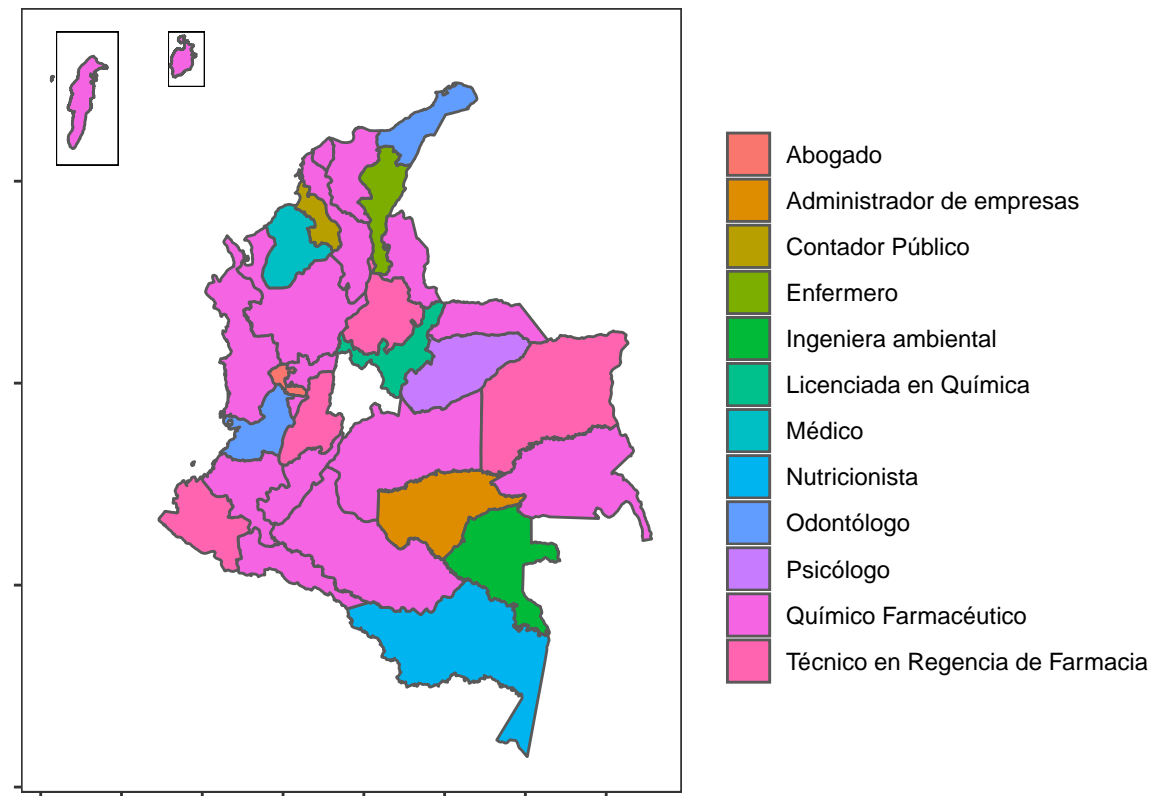 Abogado
Administrador de empresas
Contador Público
Enfermero
Ingeniera ambiental
Licenciada en Química
Médico
Nutricionista
Odontólogo
Psicólogo
Químico Farmacéutico
Técnico en Regencia de Farmacia